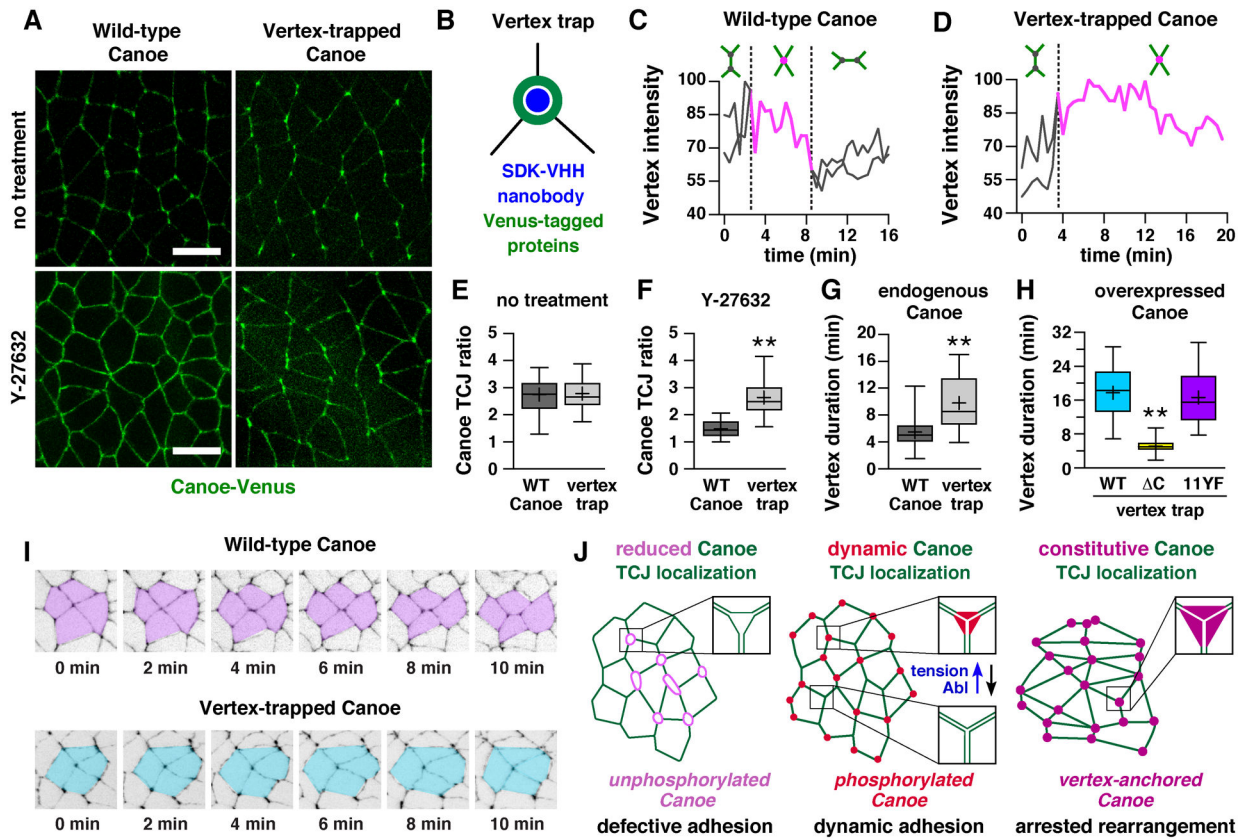 A
Wild-type
Canoe
Vertex-trapped
Canoe
no treatment
Y-27632
Canoe-Venus
B
Vertex trap
SDK-VHH
nanobody
Venus-tagged
proteins
C
Wild-type Canoe
Vertex intensity
100
85
70
55
40
0 4 8 12 16
time (min)
D
Vertex-trapped Canoe
Vertex intensity
100
85
70
55
40
0 4 8 12 16 20
time (min)
E
no treatment
Canoe TCJ ratio
5
4
3
2
1
0
WT
Canoe
vertex
trap
F
Y-27632
Canoe TCJ ratio
5
4
3
2
1
0
**
WT
Canoe
vertex
trap
G
endogenous
Canoe
Vertex duration (min)
20
16
12
8
4
0
**
WT
Canoe
vertex
trap
H
overexpressed
Canoe
Vertex duration (min)
32
24
16
8
0
**
WT ΔC 11YF
vertex trap
I
Wild-type Canoe
0 min 2 min 4 min 6 min 8 min 10 min
Vertex-trapped Canoe
0 min 2 min 4 min 6 min 8 min 10 min
J
reduced Canoe
TCJ localization
unphosphorylated
Canoe
defective adhesion
dynamic Canoe
TCJ localization
tension
Abl
phosphorylated
Canoe
dynamic adhesion
constitutive Canoe
TCJ localization
vertex-anchored
Canoe
arrested rearrangement